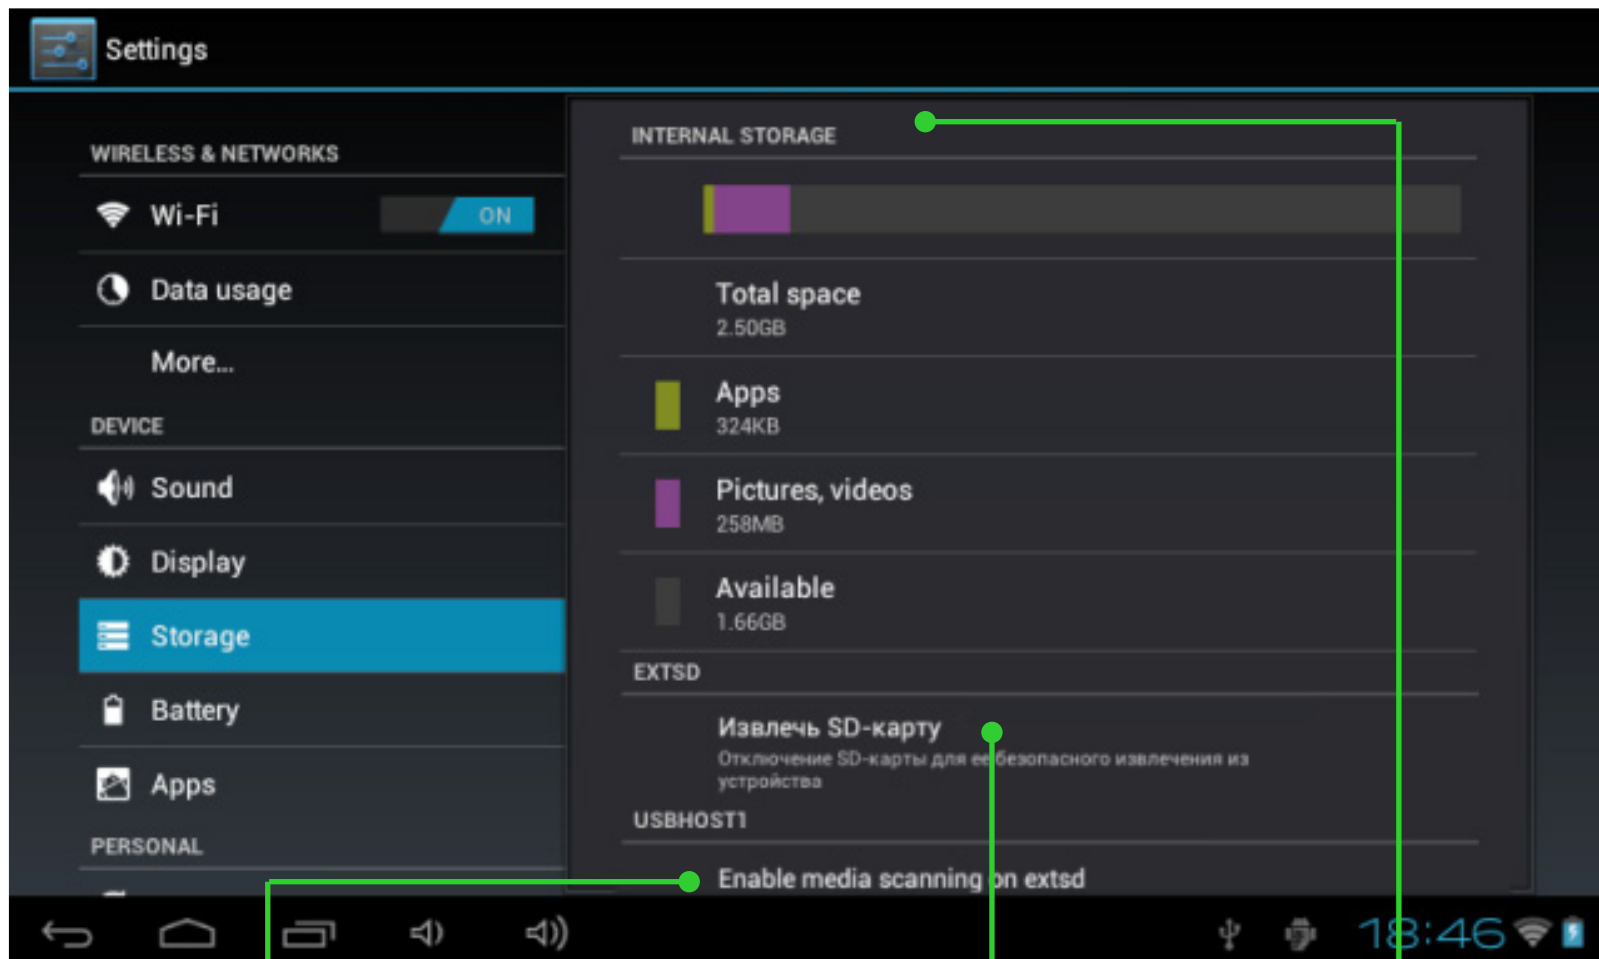 Settings
WIRELESS & NETWORKS
Wi-Fi
ON
Data usage
More...
DEVICE
Sound
Display
Storage
Battery
Apps
PERSONAL
INTERNAL STORAGE
Total space
2.50GB
Apps
324KB
Pictures, videos
258MB
Available
1.66GB
EXTSD
Извлечь SD-карту
Отключение SD-карты для ее безопасного извлечения из
устройства
USBHOST1
Enable media scanning on extsd
18:46